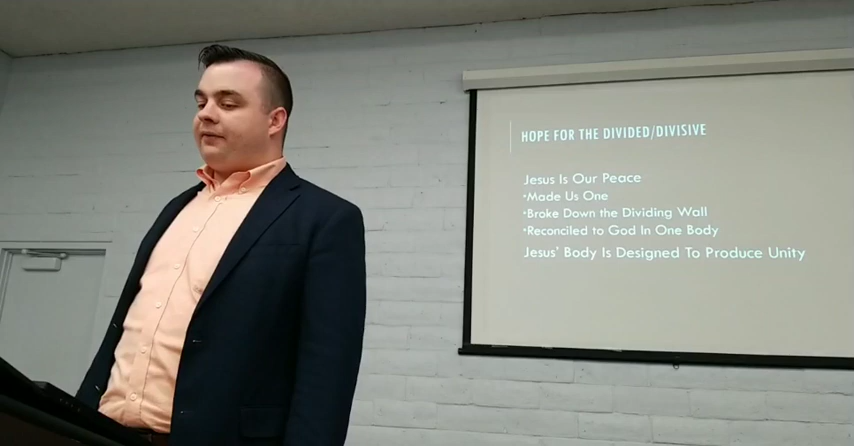 HOPE FOR THE DIVIDED/DIVISIVE
Jesus Is Our Peace
•Made Us One
•Broke Down the Dividing Wall
•Reconciled to God In One Body
Jesus' Body Is Designed To Produce Unity